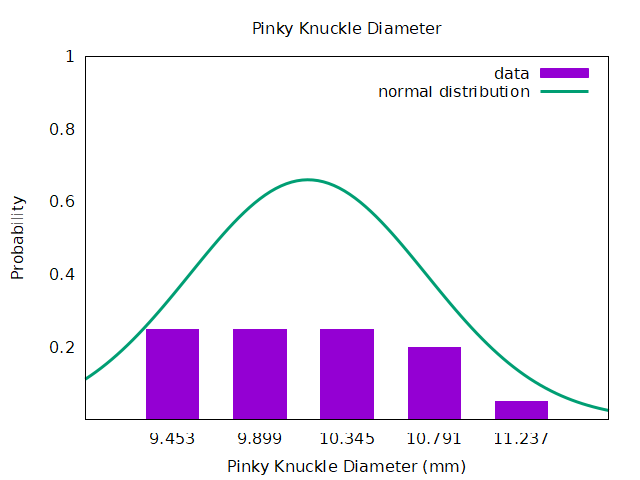 Pinky Knuckle Diameter
1
0.8
0.6
0.4
0.2
Probability
data
normal distribution
9.453 9.899 10.345 10.791 11.237
Pinky Knuckle Diameter (mm)